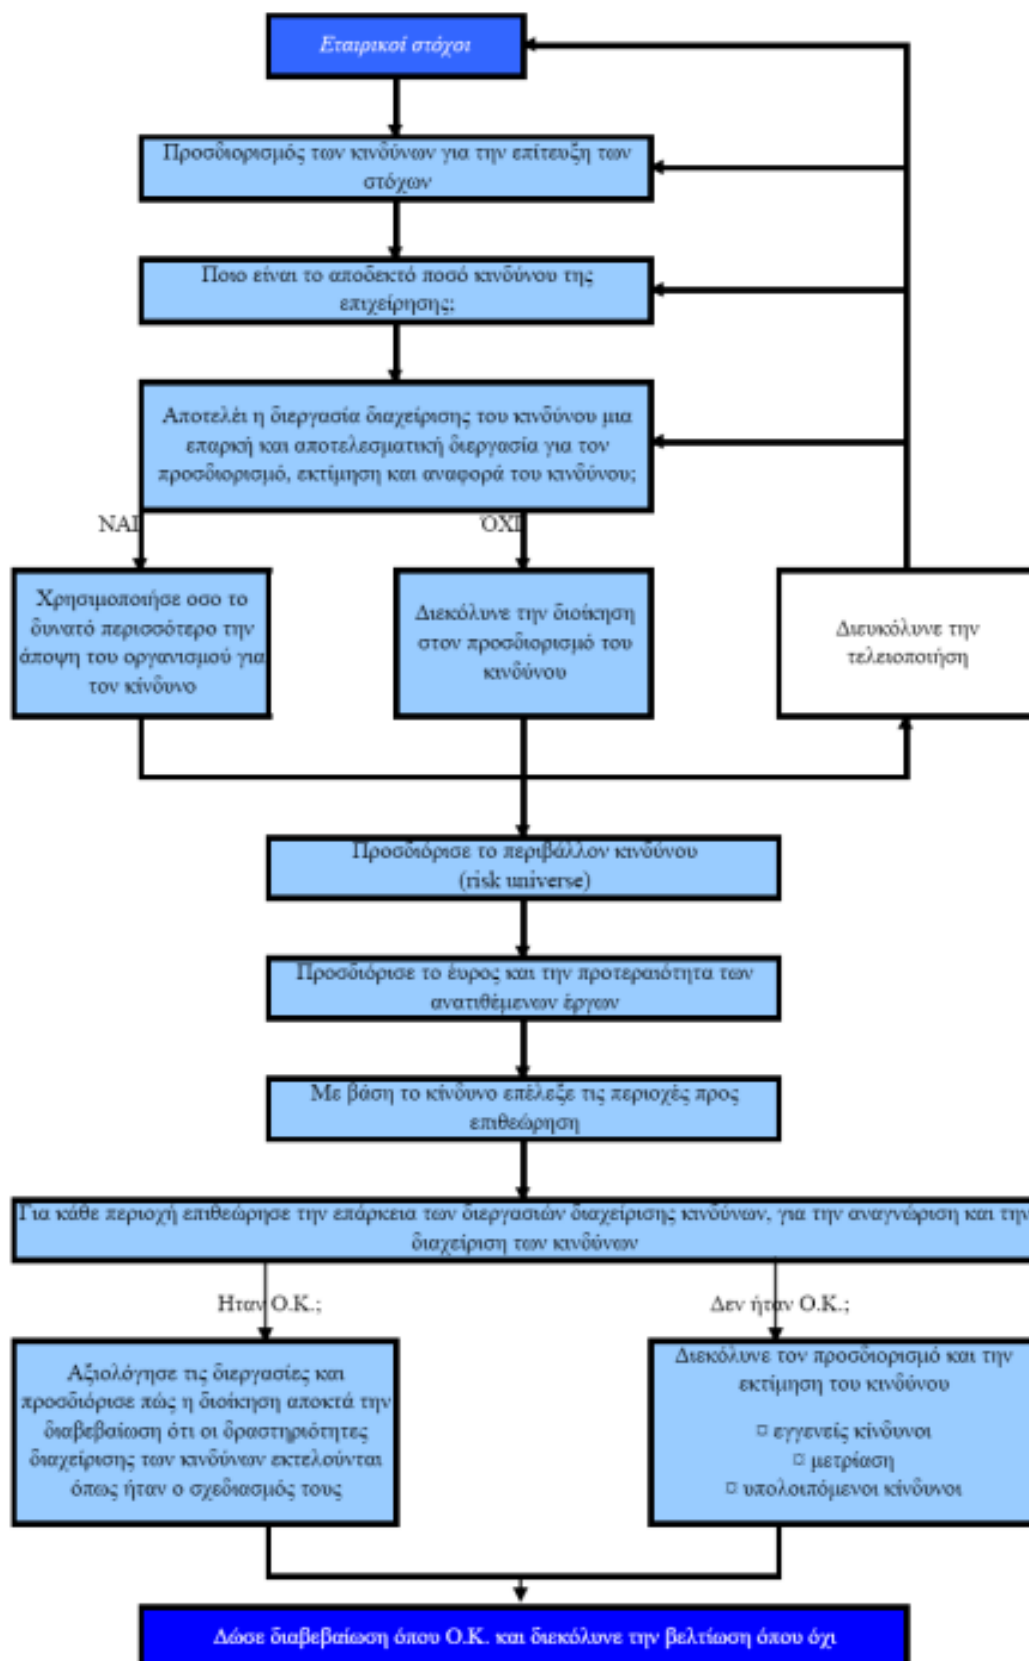 Εταιρικοί στόχοι
Προσδιορισμός των κινδύνων για την επίτευξη των
στόχων
Ποιο είναι το αποδεκτό ποσό κινδύνου της
επιχείρησης;
Αποτελέι η διεργασία διαχείρισης του κινδύνου μια
επαρκή και αποτελεσματική διεργασία για τον
προσδιορισμό, εκτίμηση και αναφορά του κινδύνου;
ΝΑΙ
ΌΧΙ
Χρησιμοποιήσε οσο το
δυνατό περισσότερο την
άποψη του οργανισμού για
τον κίνδυνο
Διεκόλυνε την διοίκηση
στον προσδιορισμό του
κινδύνου
Διευκόλυνε την
τελειοποιήση
Προσδιόρισε το περιβάλλον κινδύνου
(risk universe)
Προσδιόρισε το έυρος και την προτεραιότητα των
ανατιθέμενων έργων
Με βάση το κίνδυνο επέλεξε τις περιοχές προς
επιθεώρηση
Για κάθε περιοχή επιθεώρησε την επάρκεια των διεργασιών διαχείρισης κινδύνων, για την αναγνώριση και την
διαχείριση των κινδύνων
Ηταν Ο.Κ.;
Δεν ήταν Ο.Κ.;
Αξιολόγησε τις διεργασίες και
προσδιόρισε πώς η διοίκηση αποκτά την
διαβεβαίωση ότι οι δραστηριότητες
διαχείρισης των κινδύνων εκτελούνται
όπως ήταν ο σχεδιασμός τους
Διεκόλυνε τον προσδιορισμό και την
εκτίμηση του κινδύνου
¤ εγγενείς κίνδυνοι
¤ μετρίαση
¤ υπολοιπόμενοι κίνδυνοι
Δώσε διαβεβαίωση όπου Ο.Κ. και διεκόλυνε την βελτίωση όπου όχι